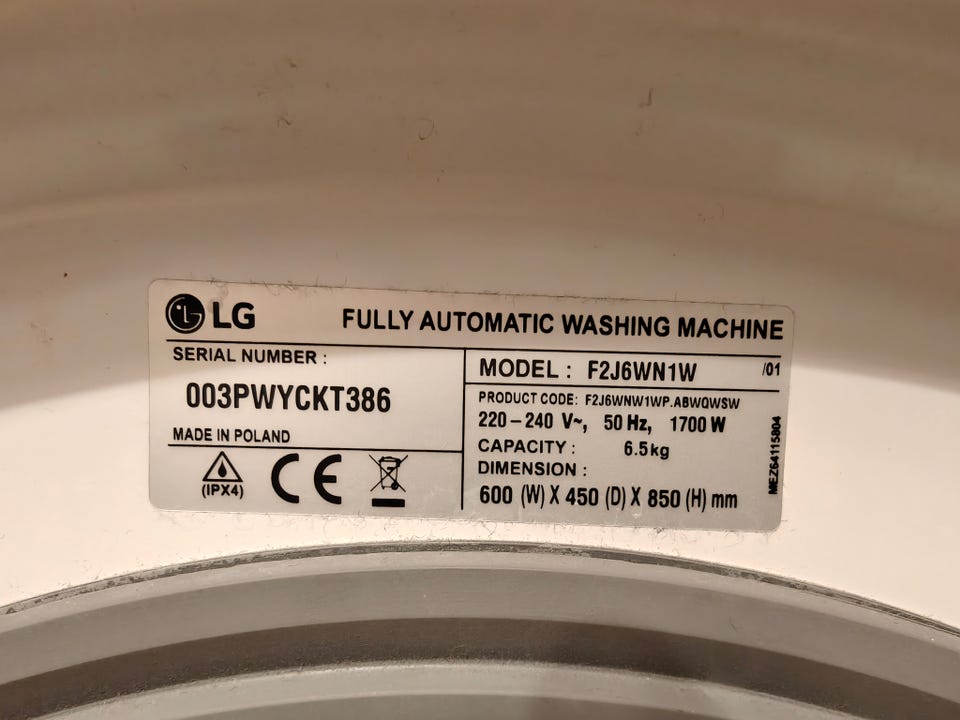 LG FULLY AUTOMATIC WASHING MACHINE
SERIAL NUMBER :
003PWYCKT386
MADE IN POLAND
(IPX4)
CE
MODEL : F2J6WN1W /01
PRODUCT CODE: F2J6WNW1WP.ABWQWSW
220-240 V~, 50 Hz, 1700 W
CAPACITY : 6.5kg
DIMENSION :
600 (W) X 450 (D) X 850 (H) mm
MEZ64115804